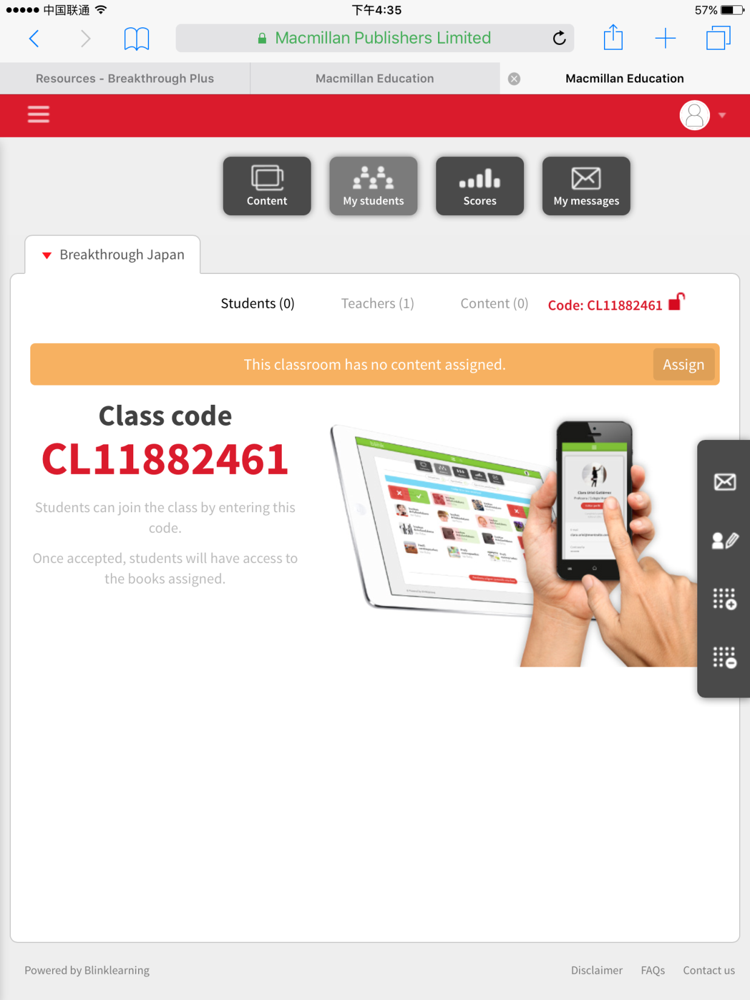 中国联通
下午4:35
57%
Macmillan Publishers Limited
Resources - Breakthrough Plus
Macmillan Education
Macmillan Education
Content
My students
Scores
My messages
Breakthrough Japan
Students (0)
Teachers (1)
Content (0)
Code: CL11882461
This classroom has no content assigned.
Assign
Class code
CL11882461
Students can join the class by entering this
code.
Once accepted, students will have access to
the books assigned.
Clara Uriel Gutiérrez
Powered by Blinklearning
Disclaimer
FAQs
Contact us